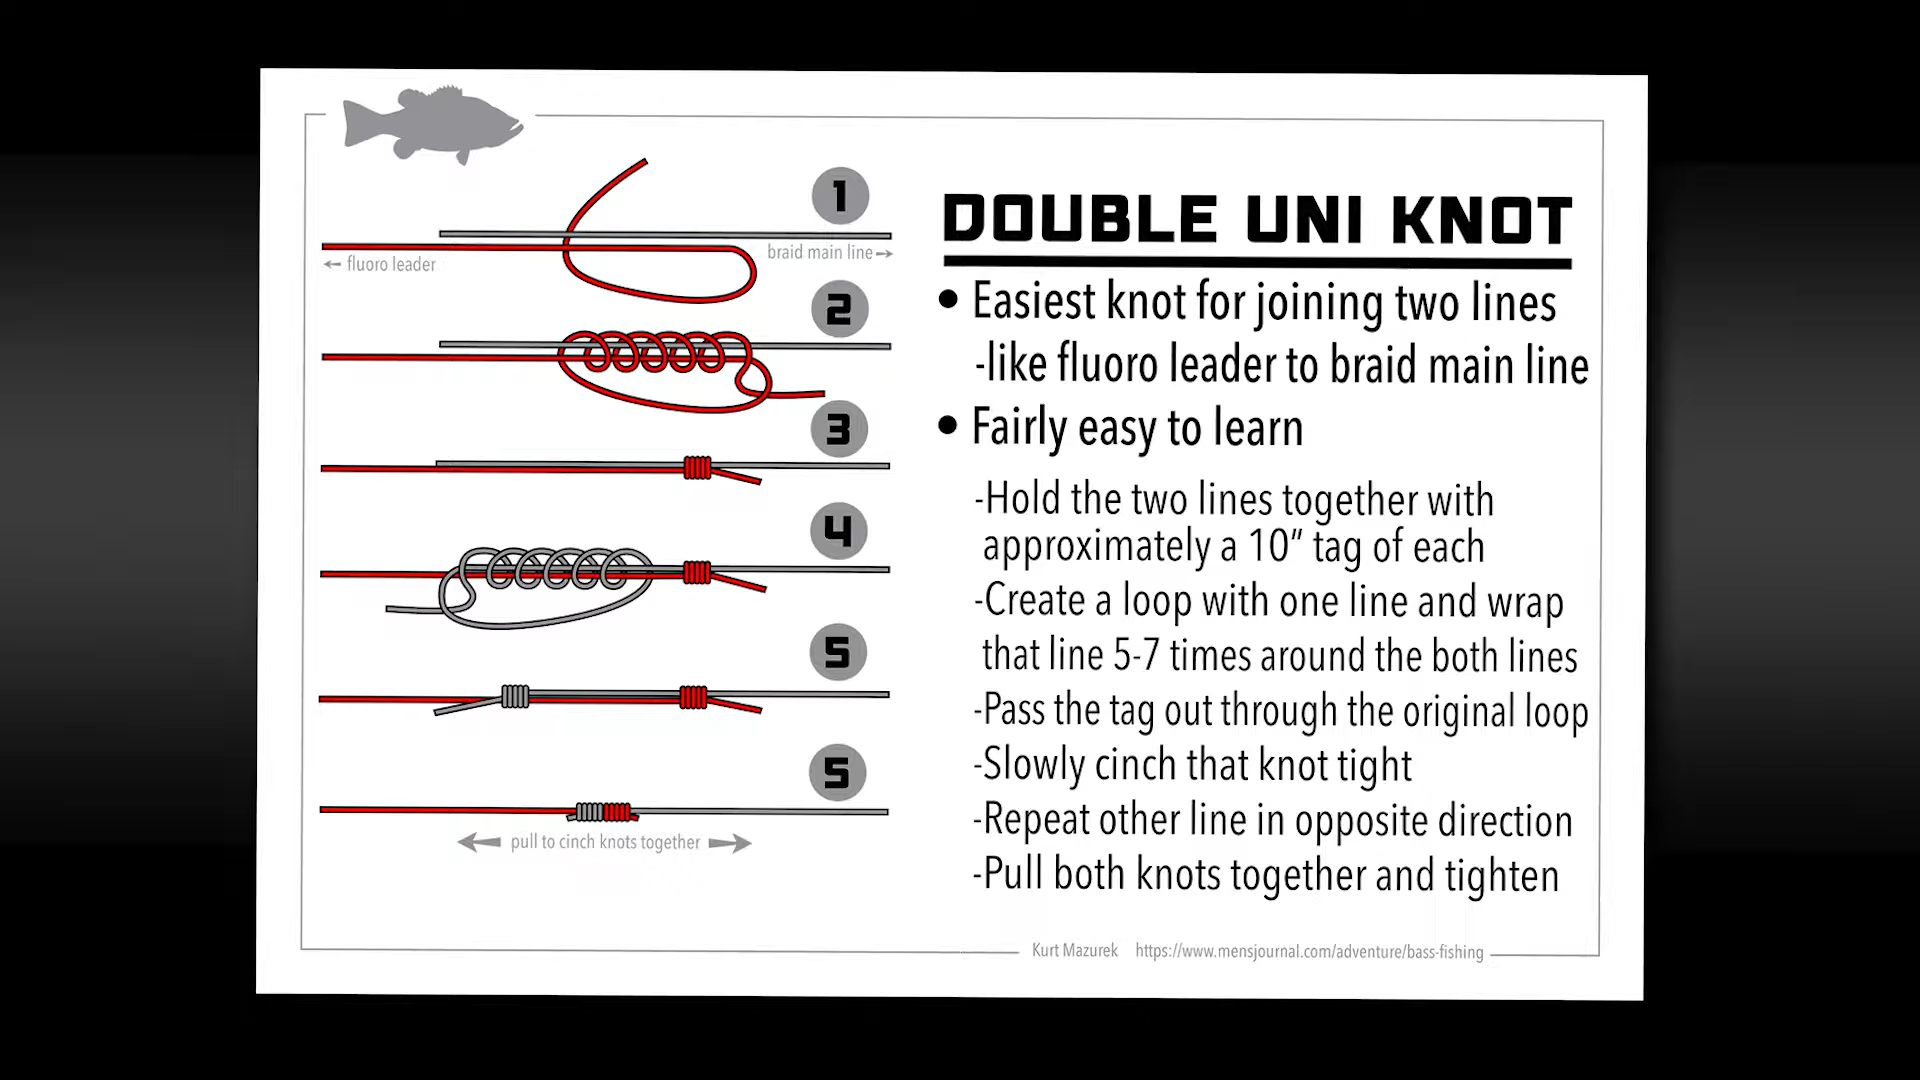 1
← fluoro leader
braid main line →
2
3
4
5
5
pull to cinch knots together
DOUBLE UNI KNOT
• Easiest knot for joining two lines
-like fluoro leader to braid main line
• Fairly easy to learn
-Hold the two lines together with
approximately a 10” tag of each
-Create a loop with one line and wrap
that line 5-7 times around the both lines
-Pass the tag out through the original loop
-Slowly cinch that knot tight
-Repeat other line in opposite direction
-Pull both knots together and tighten
Kurt Mazurek https://www.mensjournal.com/adventure/bass-fishing